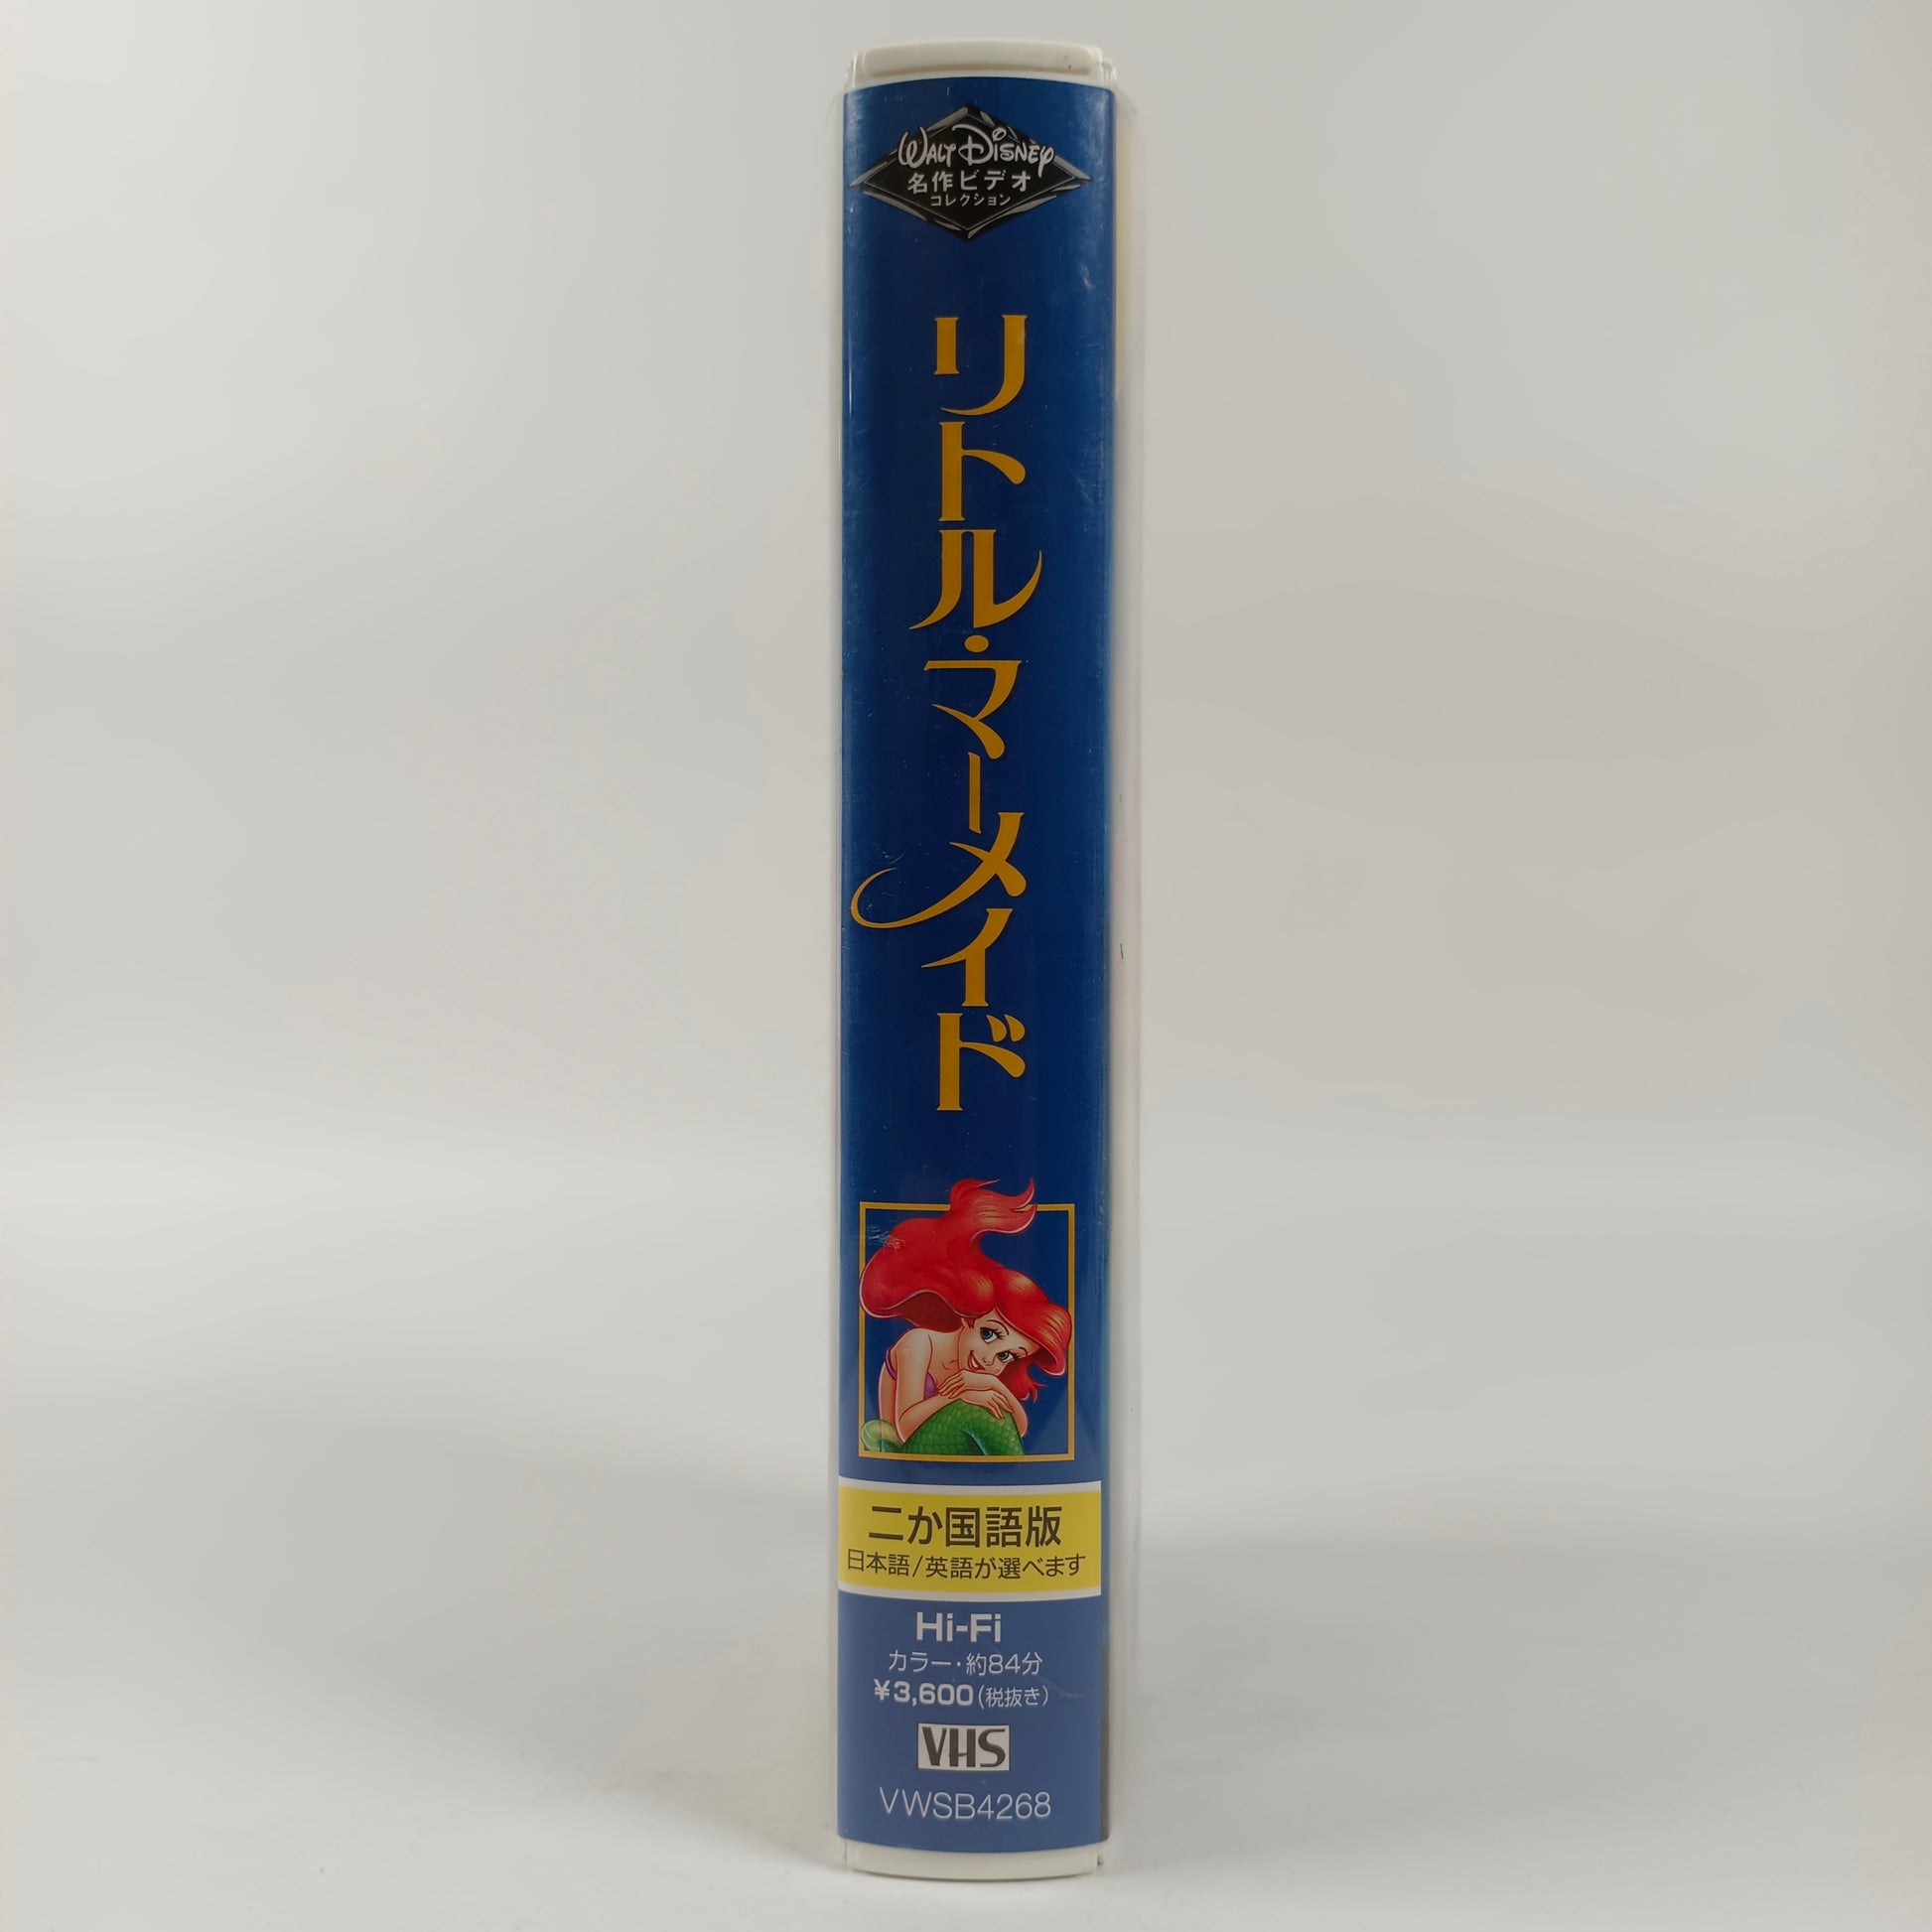 WALT DISNEY
名作ビデオ
コレクション
リトル・マーメイド
二か国語版
日本語/英語が選べます
Hi-Fi
カラー・約84分
¥3,600(税抜き)
VHS
VWSB4268